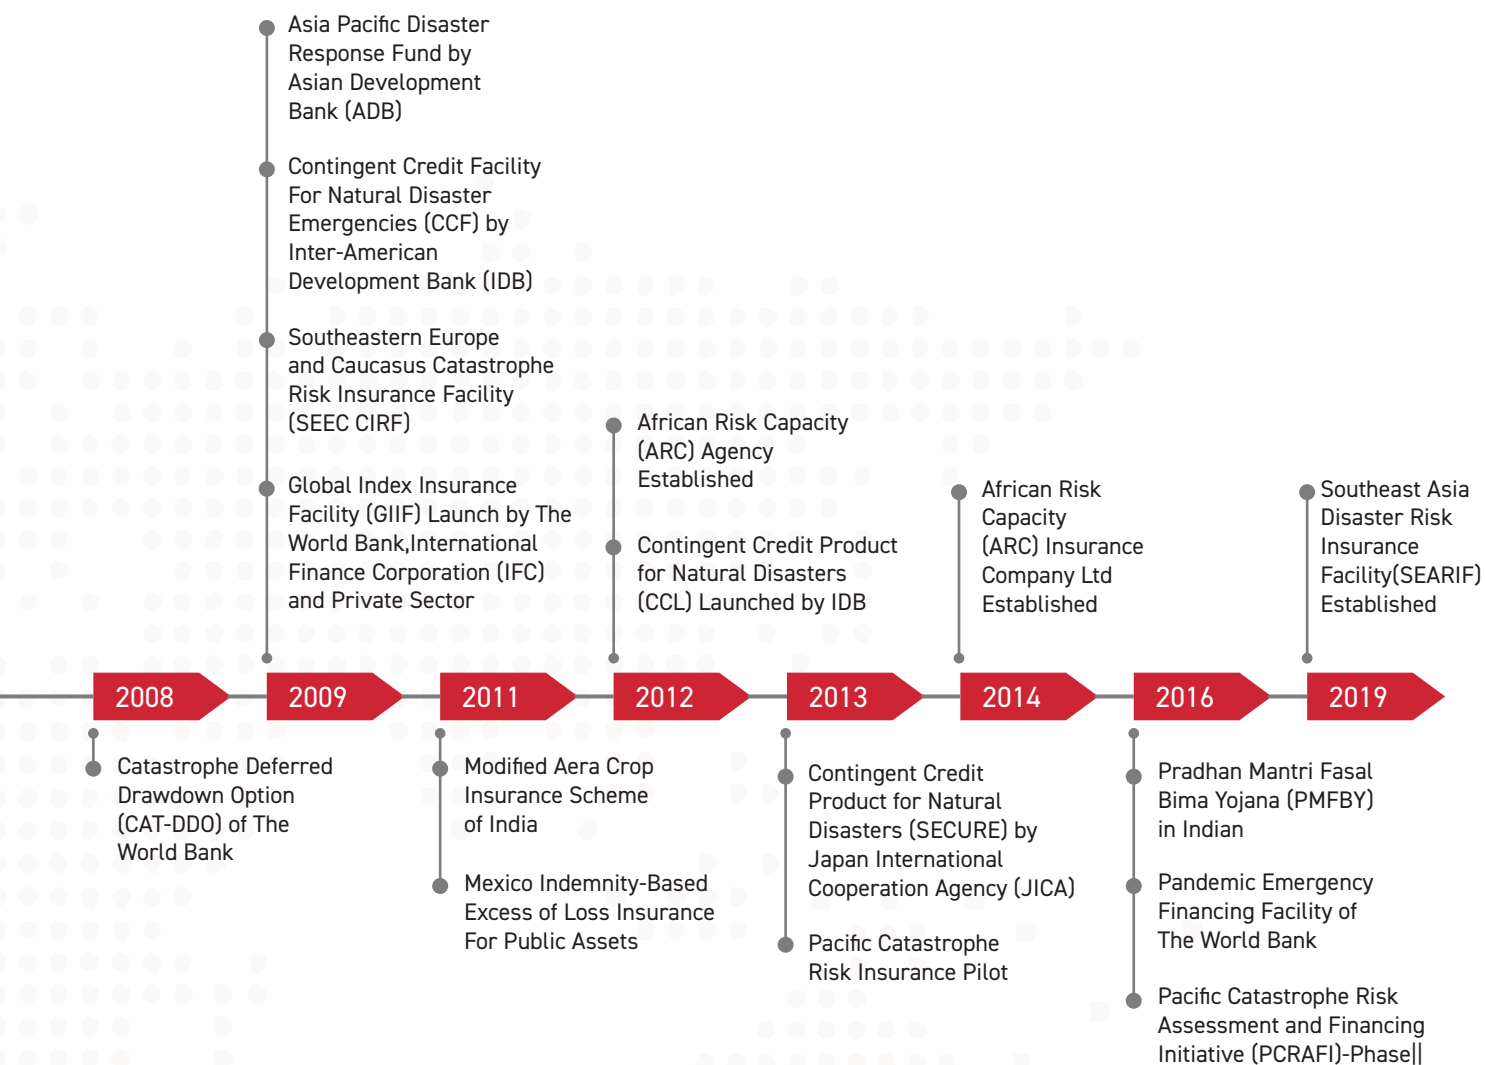 Asia Pacific Disaster
Response Fund by
Asian Development
Bank (ADB)
Contingent Credit Facility
For Natural Disaster
Emergencies (CCF) by
Inter-American
Development Bank (IDB)
Southeastern Europe
and Caucasus Catastrophe
Risk Insurance Facility
(SEEC CIRF)
Global Index Insurance
Facility (GIIF) Launch by The
World Bank,International
Finance Corporation (IFC)
and Private Sector
African Risk Capacity
(ARC) Agency
Established
Contingent Credit Product
for Natural Disasters
(CCL) Launched by IDB
African Risk
Capacity
(ARC) Insurance
Company Ltd
Established
Southeast Asia
Disaster Risk
Insurance
Facility(SEARIF)
Established
2008 2009 2011 2012 2013 2014 2016 2019
Catastrophe Deferred
Drawdown Option
(CAT-DDO) of The
World Bank
Modified Aera Crop
Insurance Scheme
of India
Mexico Indemnity-Based
Excess of Loss Insurance
For Public Assets
Contingent Credit
Product for Natural
Disasters (SECURE) by
Japan International
Cooperation Agency (JICA)
Pacific Catastrophe
Risk Insurance Pilot
Pradhan Mantri Fasal
Bima Yojana (PMFBY)
in Indian
Pandemic Emergency
Financing Facility of
The World Bank
Pacific Catastrophe Risk
Assessment and Financing
Initiative (PCRAFI)-Phase||